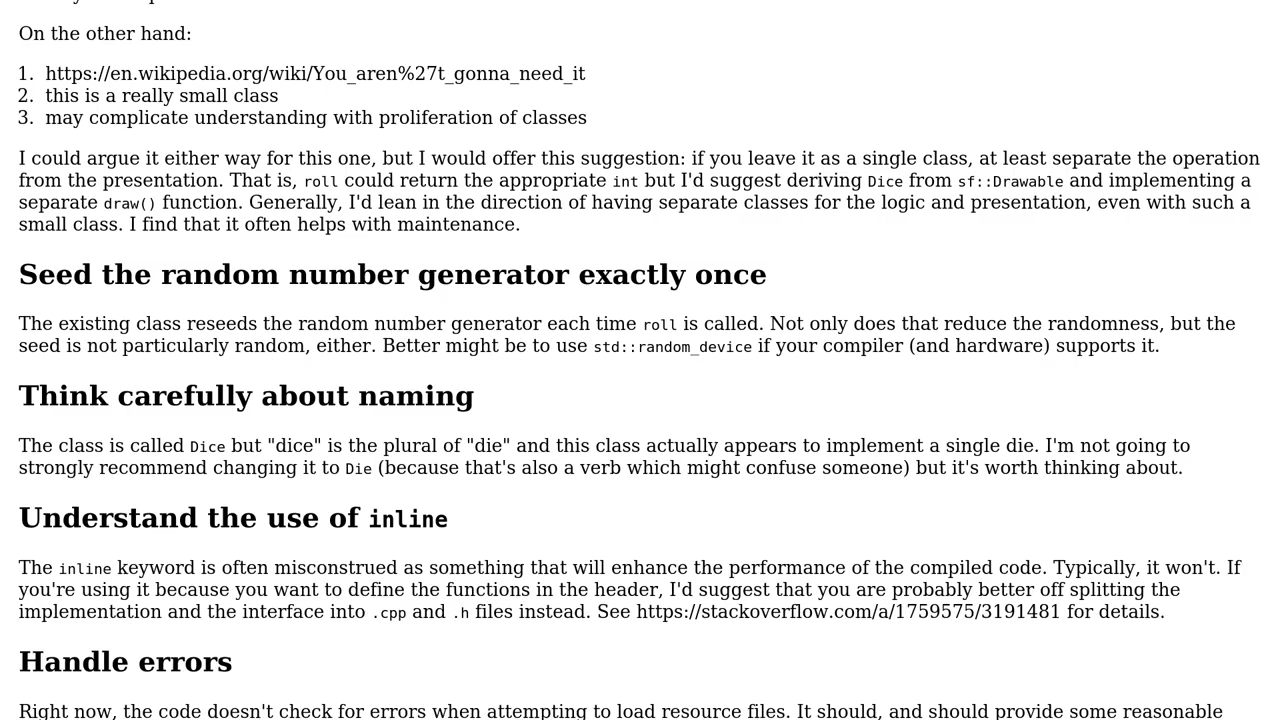 On the other hand:
1. https://en.wikipedia.org/wiki/You_aren%27t_gonna_need_it
2. this is a really small class
3. may complicate understanding with proliferation of classes
I could argue it either way for this one, but I would offer this suggestion: if you leave it as a single class, at least separate the operation
from the presentation. That is, roll could return the appropriate int but I'd suggest deriving Dice from sf::Drawable and implementing a
separate draw() function. Generally, I'd lean in the direction of having separate classes for the logic and presentation, even with such a
small class. I find that it often helps with maintenance.
Seed the random number generator exactly once
The existing class reseeds the random number generator each time roll is called. Not only does that reduce the randomness, but the
seed is not particularly random, either. Better might be to use std::random_device if your compiler (and hardware) supports it.
Think carefully about naming
The class is called Dice but "dice" is the plural of "die" and this class actually appears to implement a single die. I'm not going to
strongly recommend changing it to Die (because that's also a verb which might confuse someone) but it's worth thinking about.
Understand the use of inline
The inline keyword is often misconstrued as something that will enhance the performance of the compiled code. Typically, it won't. If
you're using it because you want to define the functions in the header, I'd suggest that you are probably better off splitting the
implementation and the interface into .cpp and .h files instead. See https://stackoverflow.com/a/1759575/3191481 for details.
Handle errors
Right now, the code doesn't check for errors when attempting to load resource files. It should, and should provide some reasonable